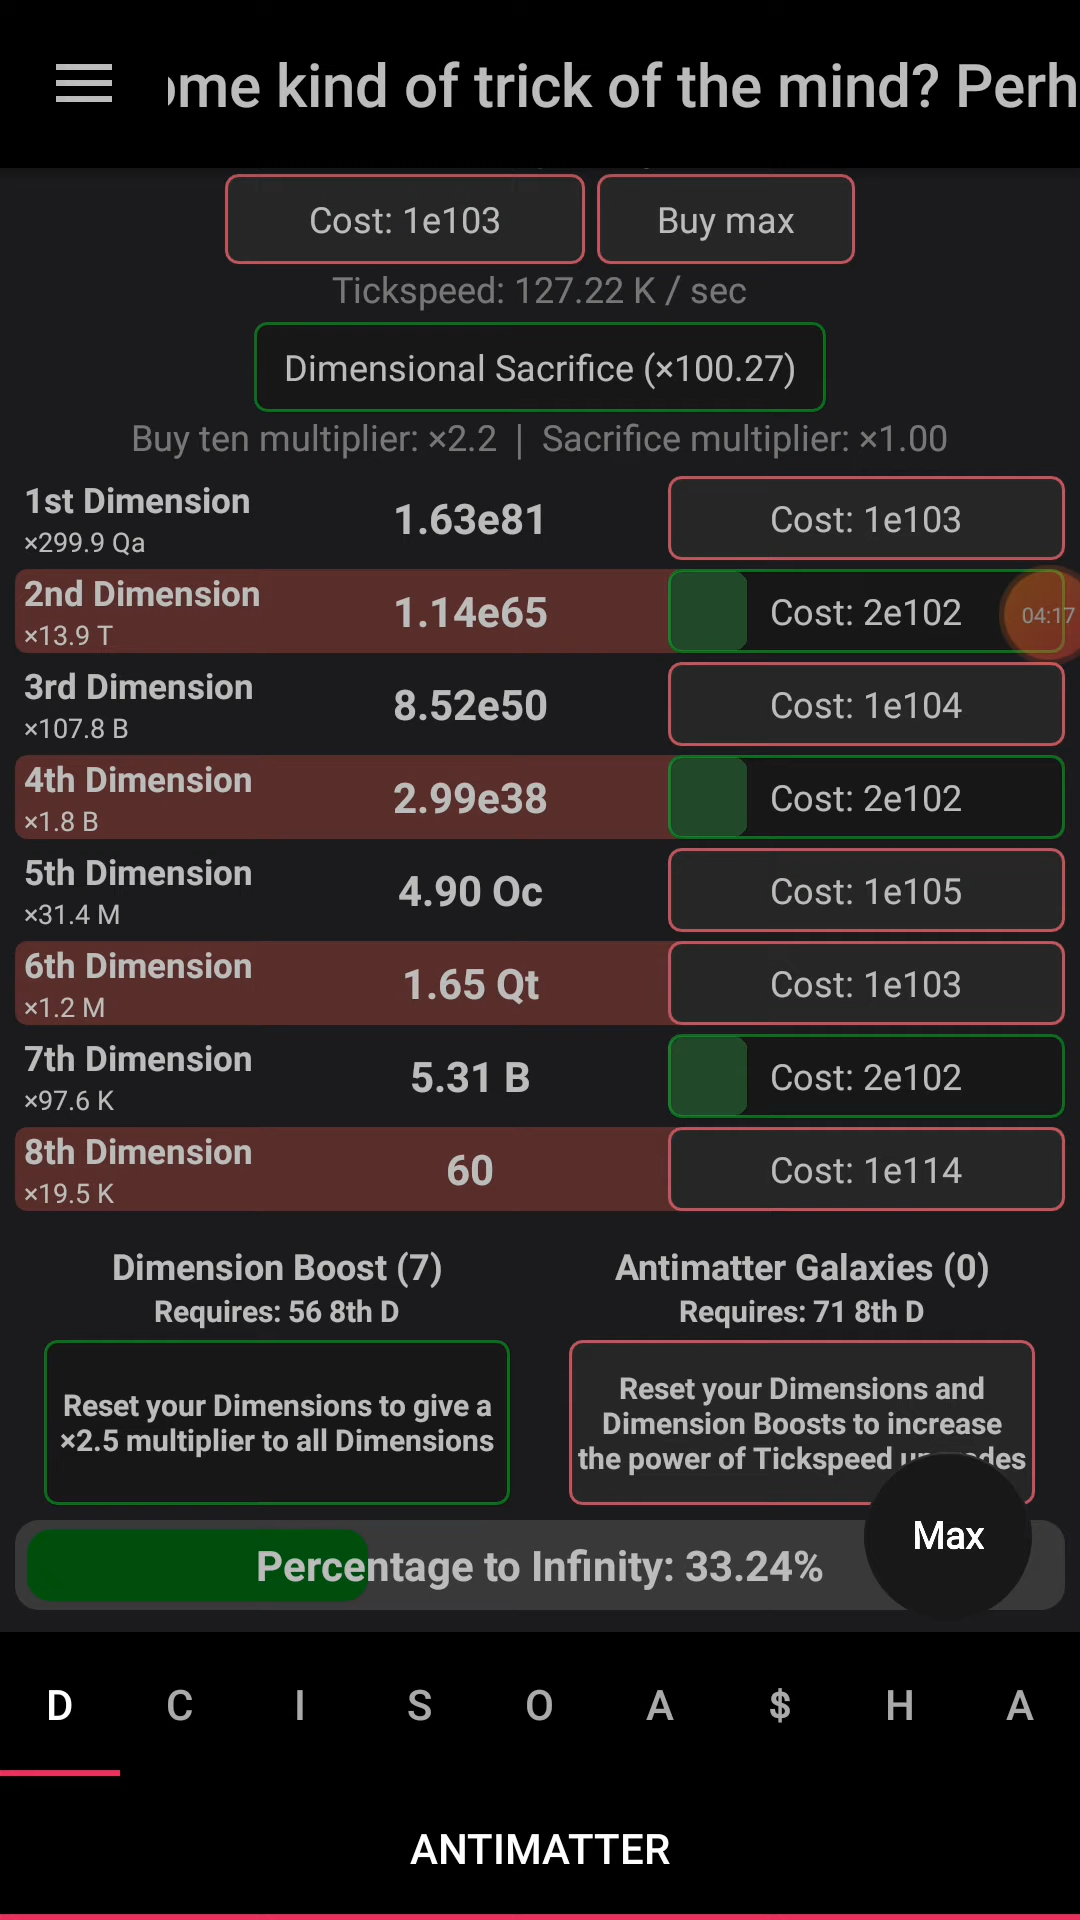 ome kind of trick of the mind? Perh
Cost: 1e103
Buy max
Tickspeed: 127.22 K / sec
Dimensional Sacrifice (×100.27)
Buy ten multiplier: ×2.2 | Sacrifice multiplier: ×1.00
1st Dimension
×299.9 Qa
1.63e81
Cost: 1e103
2nd Dimension
×13.9 T
1.14e65
Cost: 2e102
04:17
3rd Dimension
×107.8 B
8.52e50
Cost: 1e104
4th Dimension
×1.8 B
2.99e38
Cost: 2e102
5th Dimension
×31.4 M
4.90 Oc
Cost: 1e105
6th Dimension
×1.2 M
1.65 Qt
Cost: 1e103
7th Dimension
×97.6 K
5.31 B
Cost: 2e102
8th Dimension
×19.5 K
60
Cost: 1e114
Dimension Boost (7)
Requires: 56 8th D
Reset your Dimensions to give a
×2.5 multiplier to all Dimensions
Antimatter Galaxies (0)
Requires: 71 8th D
Reset your Dimensions and
Dimension Boosts to increase
the power of Tickspeed
Max
Percentage to Infinity: 33.24%
D C I S O A $ H A
ANTIMATTER